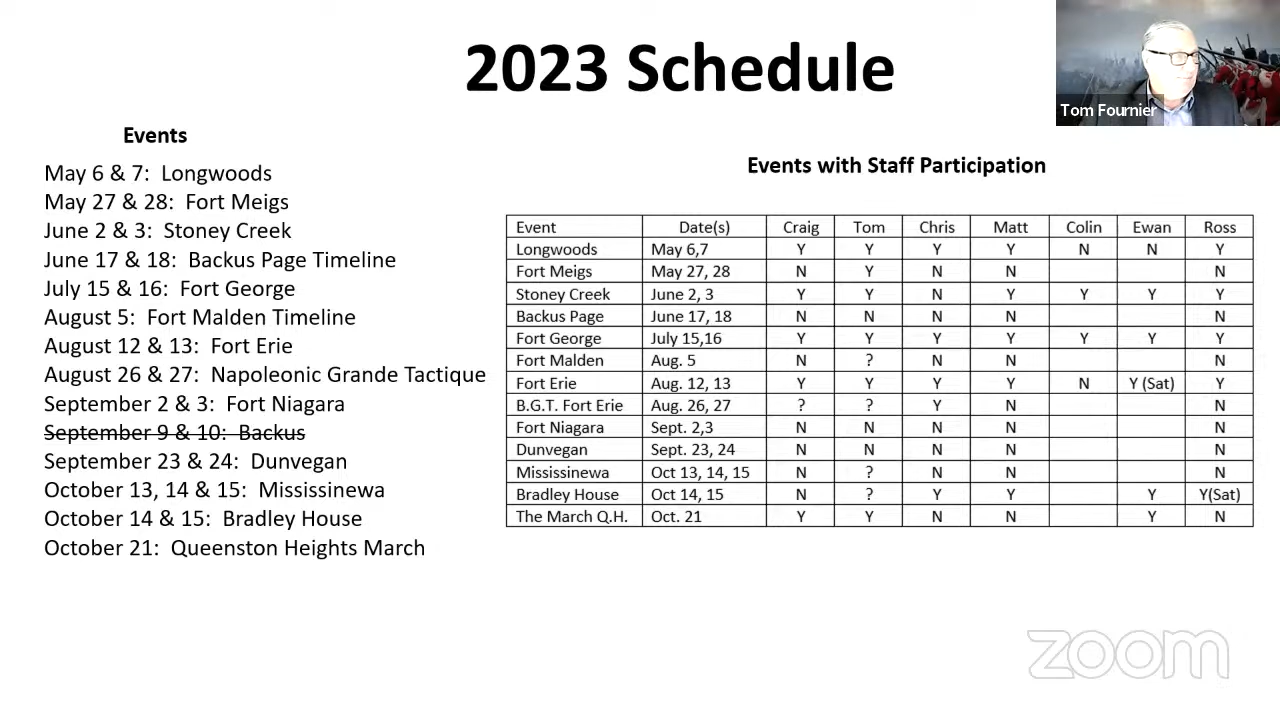 2023 Schedule
Tom Fournier
Events
May 6 & 7: Longwoods
May 27 & 28: Fort Meigs
June 2 & 3: Stoney Creek
June 17 & 18: Backus Page Timeline
July 15 & 16: Fort George
August 5: Fort Malden Timeline
August 12 & 13: Fort Erie
August 26 & 27: Napoleonic Grande Tactique
September 2 & 3: Fort Niagara
September 9 & 10: Backus
September 23 & 24: Dunvegan
October 13, 14 & 15: Mississinewa
October 14 & 15: Bradley House
October 21: Queenston Heights March
Events with Staff Participation
Event Date(s) Craig Tom Chris Matt Colin Ewan Ross
Longwoods May 6,7 Y Y Y Y N N Y
Fort Meigs May 27, 28 N Y N N N
Stoney Creek June 2, 3 Y Y N Y Y Y Y
Backus Page June 17, 18 N N N N N
Fort George July 15,16 Y Y Y Y Y Y Y
Fort Malden Aug. 5 N ? N N N
Fort Erie Aug. 12, 13 Y Y Y Y N Y (Sat) Y
B.G.T. Fort Erie Aug. 26, 27 ? ? Y N N
Fort Niagara Sept. 2,3 N N N N N
Dunvegan Sept. 23, 24 N N N N N
Mississinewa Oct 13, 14, 15 N ? N N N
Bradley House Oct 14, 15 N ? Y Y Y Y(Sat)
The March Q.H. Oct. 21 Y Y N N Y N
zoom